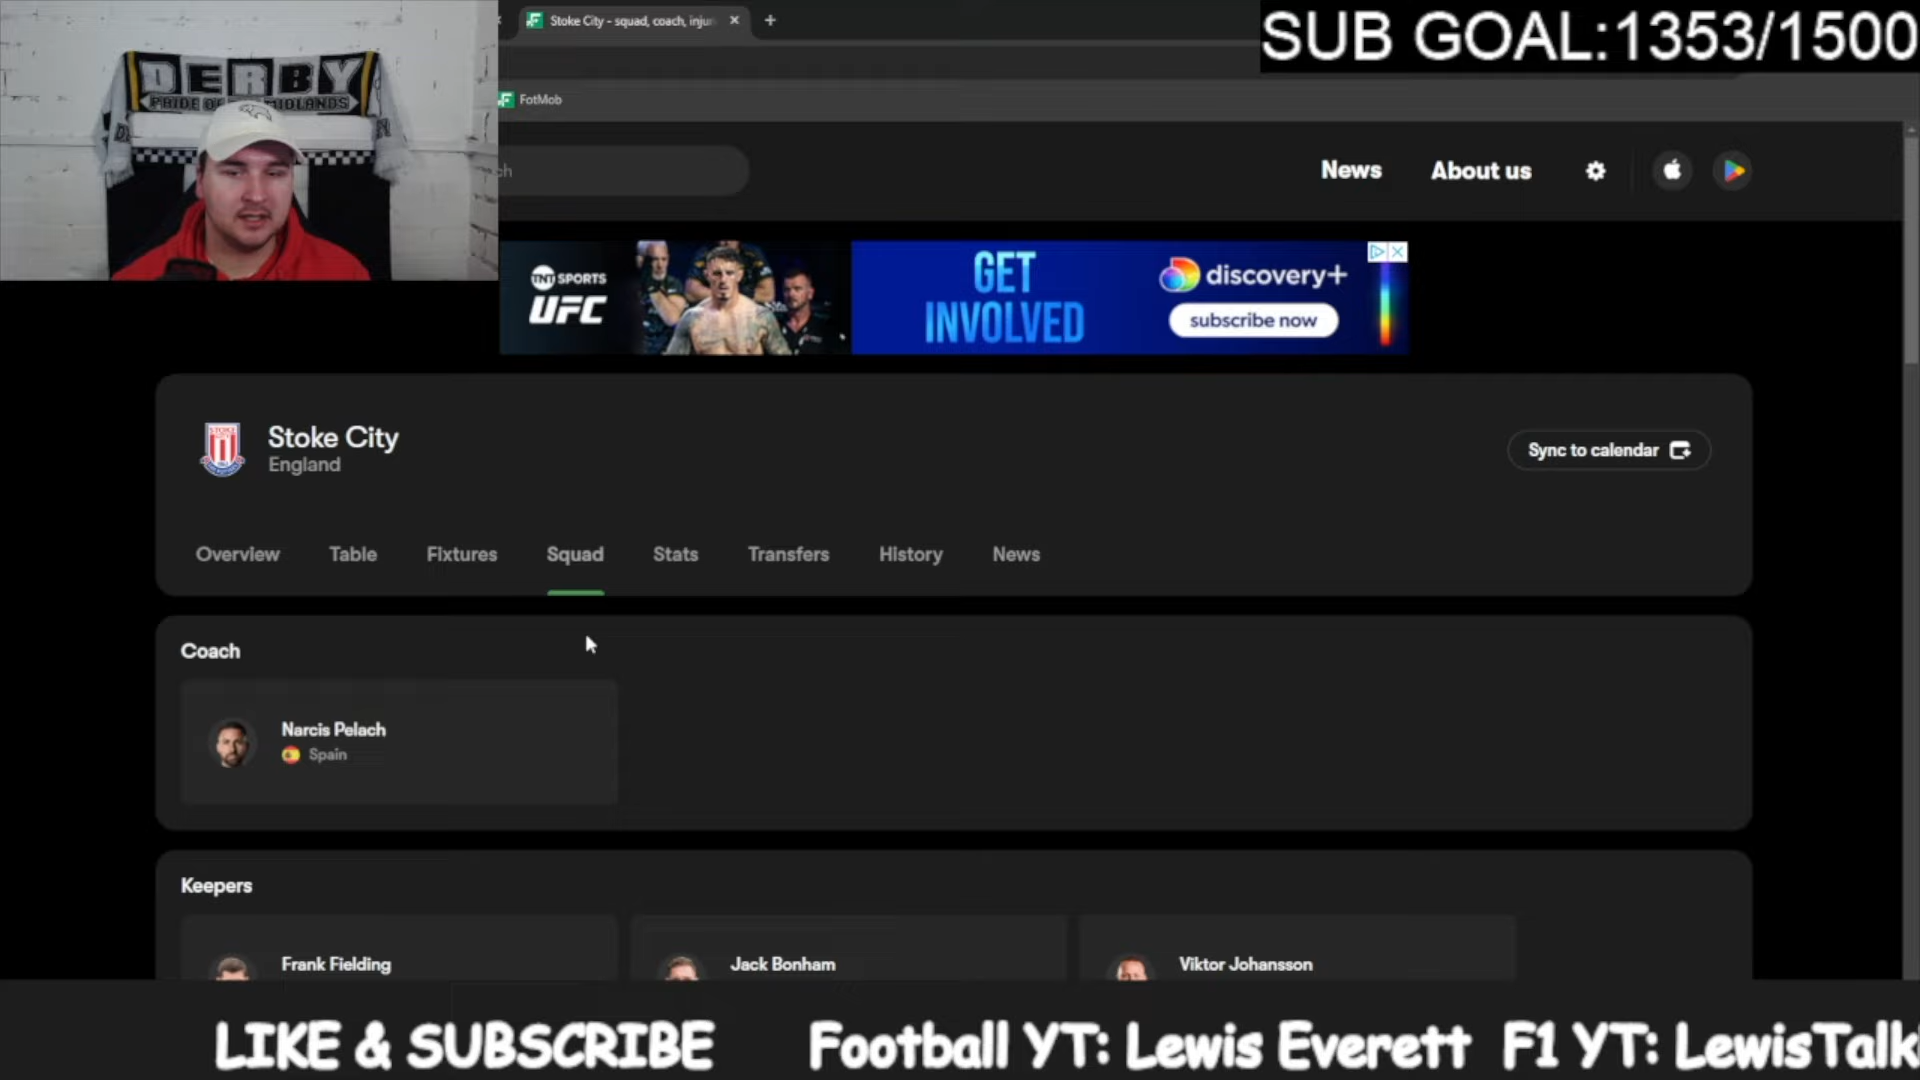 Stoke City - squad, coach, injur
SUB GOAL:1353/1500
FotMob
DERBY
PRIDE OF
MIDLANDS
News
About us
TNT SPORTS
UFC
GET
INVOLVED
discovery+
subscribe now
Stoke City
England
Sync to calendar
Overview
Table
Fixtures
Squad
Stats
Transfers
History
News
Coach
Narcis Pelach
Spain
Keepers
Frank Fielding
Jack Bonham
Viktor Johansson
LIKE & SUBSCRIBE
Football YT: Lewis Everett
F1 YT: LewisTalk